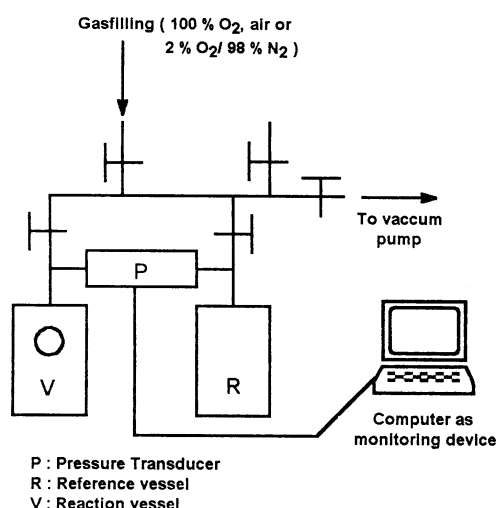 Gasfilling ( 100 % O2, air or
2 % O2/ 98 % N2 )
To vaccum
pump
P
V
R
Computer as
monitoring device
P : Pressure Transducer
R : Reference vessel
V : Reaction vessel